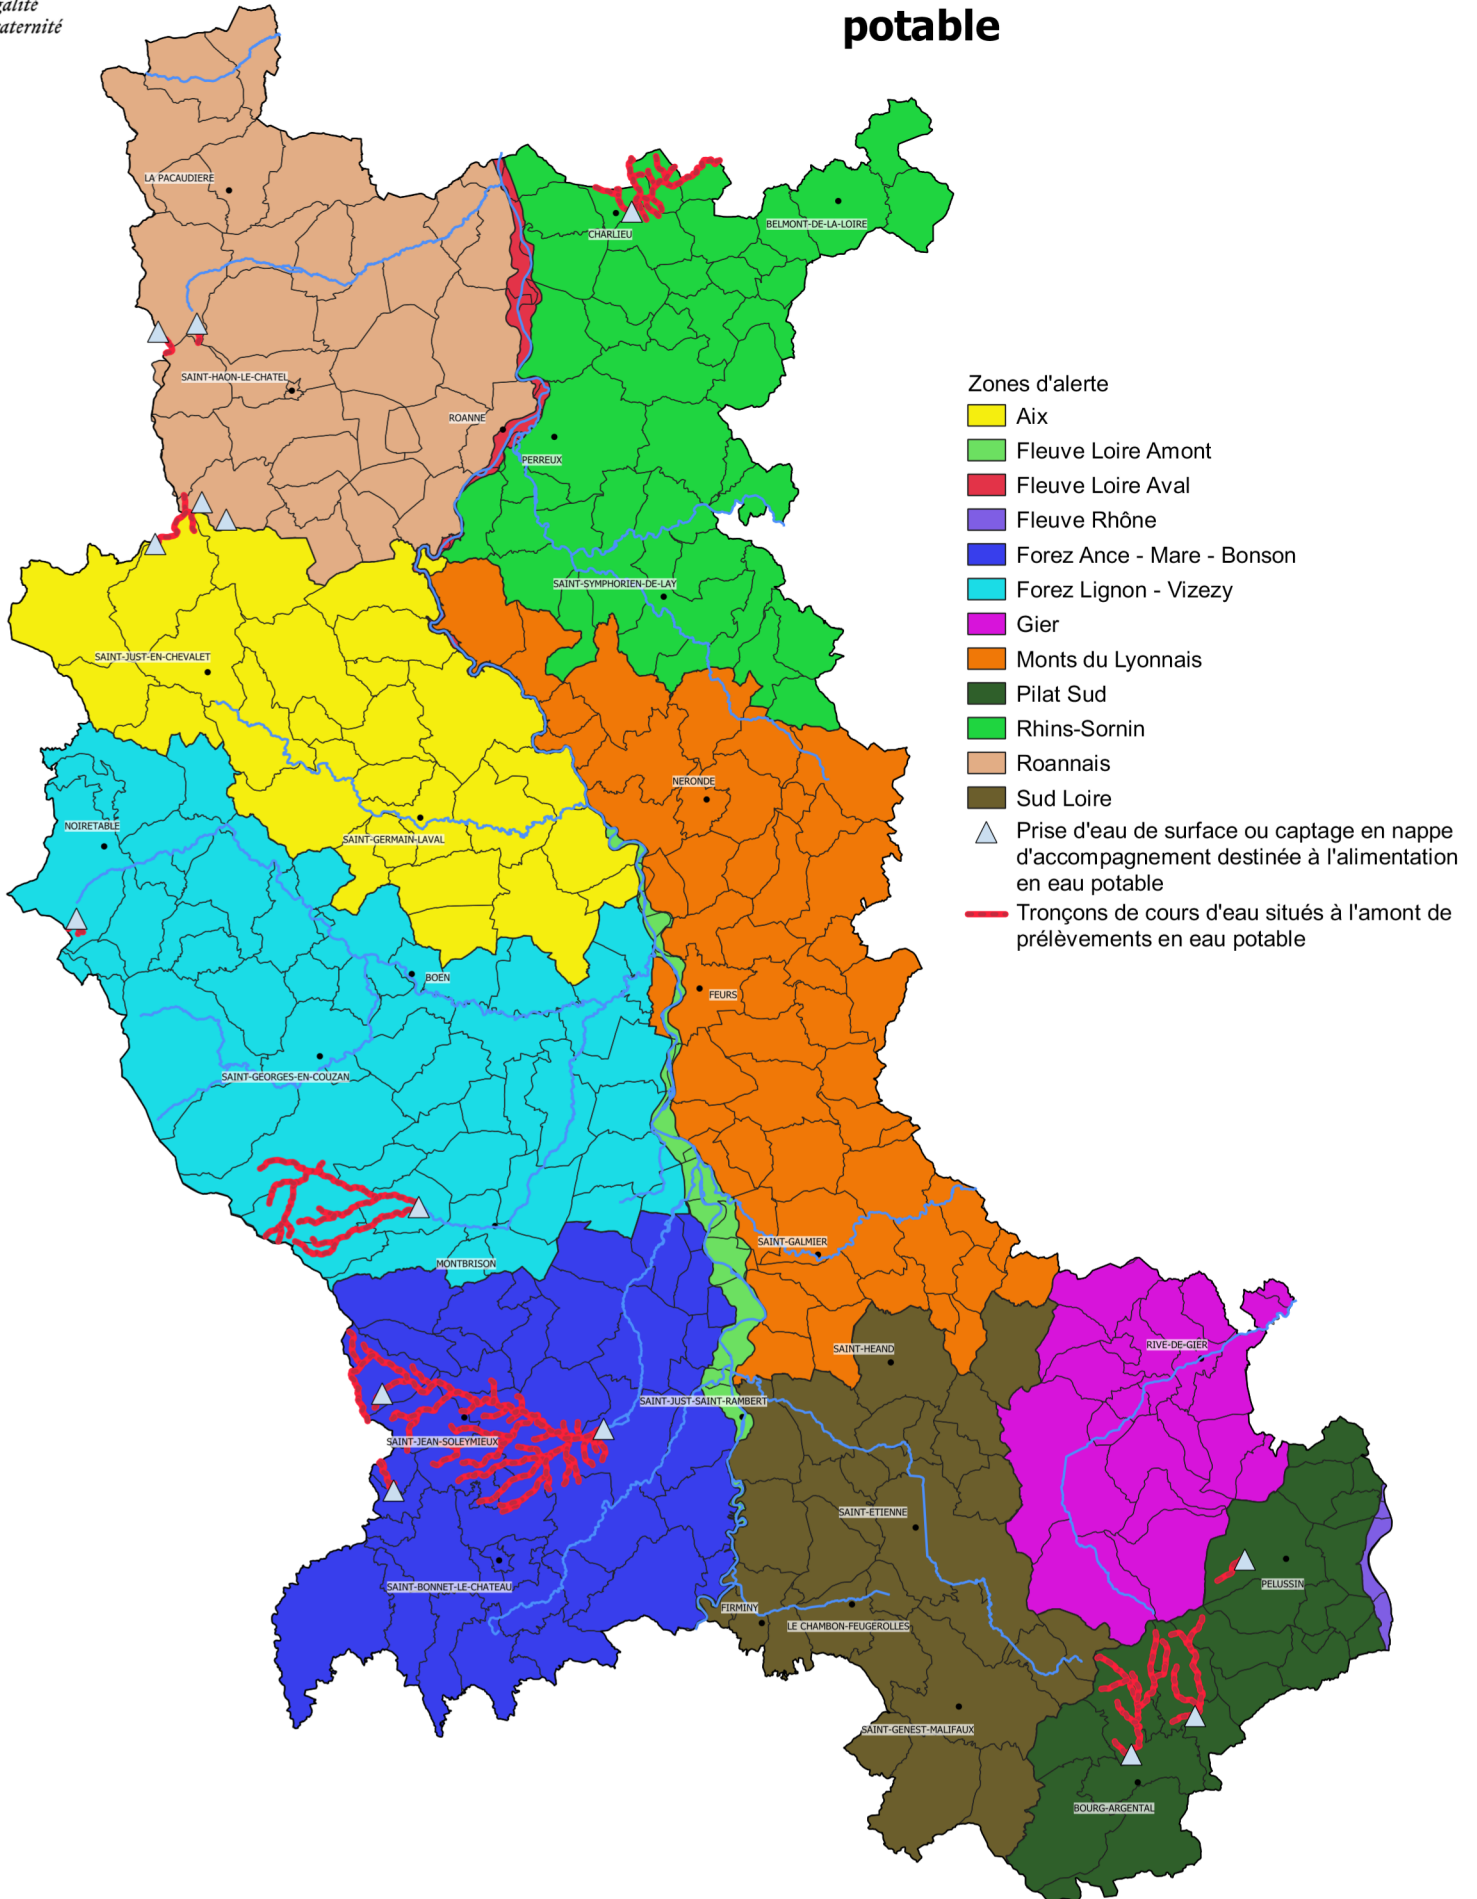 galité
aternité
potable
LA PACAUDIERE
CHARLIEU
BELMONT-DE-LA-LOIRE
SAINT-HAON-LE-CHATEL
ROANNE
PERREUX
SAINT-SYMPHORIEN-DE-LAY
SAINT-JUST-EN-CHEVALET
NERONDE
NOIRETABLE
SAINT-GERMAIN-LAVAL
BOEN
FEURS
SAINT-GEORGES-EN-COUZAN
SAINT-GALMIER
MONTBRISON
SAINT-HEAND
RIVE-DE-GIER
SAINT-JUST-SAINT-RAMBERT
SAINT-JEAN-SOLEYMIEUX
SAINT-ETIENNE
SAINT-BONNET-LE-CHATEAU
PELUSSIN
FIRMINY
LE CHAMBON-FEUGEROLLES
SAINT-GENEST-MALIFAUX
BOURG-ARGENTAL
Zones d'alerte
Aix
Fleuve Loire Amont
Fleuve Loire Aval
Fleuve Rhône
Forez Ance - Mare - Bonson
Forez Lignon - Vizezy
Gier
Monts du Lyonnais
Pilat Sud
Rhins-Sornin
Roannais
Sud Loire
Prise d'eau de surface ou captage en nappe
d'accompagnement destinée à l'alimentation
en eau potable
Tronçons de cours d'eau situés à l'amont de
prélèvements en eau potable